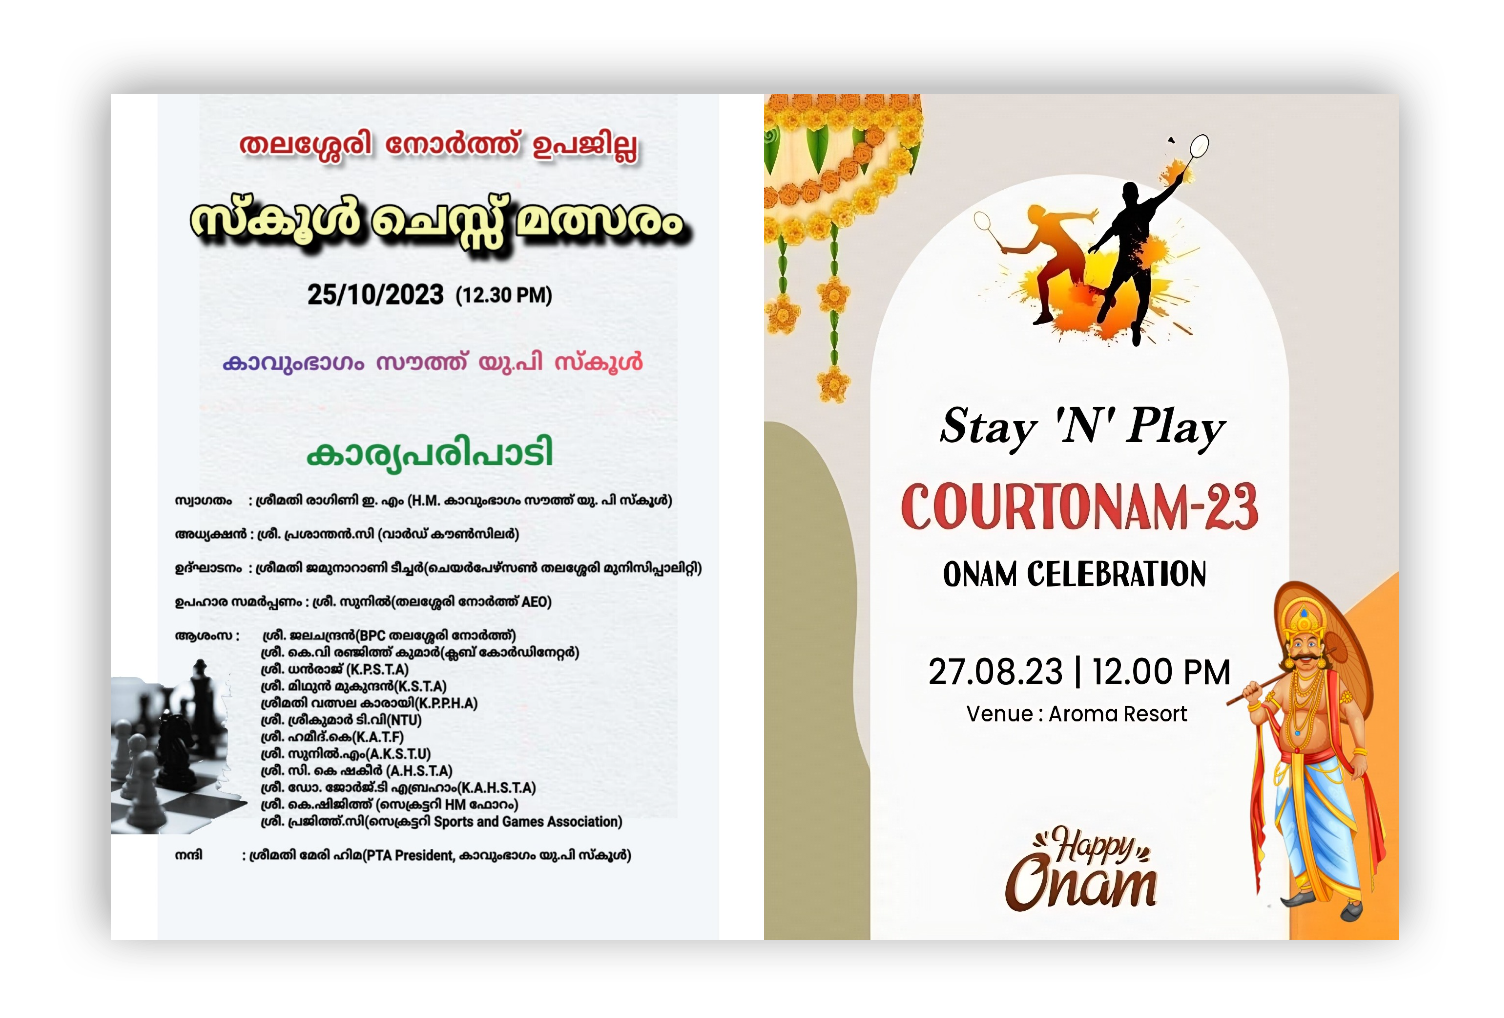 തലശ്ശേരി നോർത്ത് ഉപജില്ല
സ്കൂൾ ചെസ്സ് മത്സരം
25/10/2023 (12.30 PM)
കാവുംഭാഗം സൗത്ത് യു.പി സ്കൂൾ
കാര്യപരിപാടി
സ്വാഗതം : ശ്രീമതി രാഗിണി ഇ. എം (H.M. കാവുംഭാഗം സൗത്ത് യു. പി സ്കൂൾ)
അധ്യക്ഷൻ : ശ്രീ. പ്രശാന്തൻ.സി (വാർഡ് കൗൺസിലർ)
ഉദ്ഘാടനം : ശ്രീമതി ജമുനാറാണി ടീച്ചർ(ചെയർപേഴ്സൺ തലശ്ശേരി മുനിസിപ്പാലിറ്റി)
ഉപഹാര സമർപ്പണം : ശ്രീ. സുനിൽ(തലശ്ശേരി നോർത്ത് AEO)
ആശംസ : ശ്രീ. ജലചന്ദ്രൻ(BPC തലശ്ശേരി നോർത്ത്)
ശ്രീ. കെ.വി രഞ്ജിത്ത് കുമാർ(ക്ലബ് കോർഡിനേറ്റർ)
ശ്രീ. ധൻരാജ് (K.P.S.T.A)
ശ്രീ. മിഥുൻ മുകുന്ദൻ(K.S.T.A)
ശ്രീമതി വത്സല കാരായി(K.P.P.H.A)
ശ്രീ. ശ്രീകുമാർ ടി.വി(NTU)
ശ്രീ. ഹമീദ്.കെ(K.A.T.F)
ശ്രീ. സുനിൽ.എം(A.K.S.T.U)
ശ്രീ. സി. കെ ഷക്കീർ (A.H.S.T.A)
ശ്രീ. ഡോ. ജോർജ്.ടി എബ്രഹാം(K.A.H.S.T.A)
ശ്രീ. കെ.ഷിജിത്ത് (സെക്രട്ടറി HM ഫോറം)
ശ്രീ. പ്രജിത്ത്.സി(സെക്രട്ടറി Sports and Games Association)
നന്ദി : ശ്രീമതി മേരി ഹിമ(PTA President, കാവുംഭാഗം യു.പി സ്കൂൾ)
Stay 'N' Play
COURTONAM-23
ONAM CELEBRATION
27.08.23 | 12.00 PM
Venue : Aroma Resort
Happy
Onam